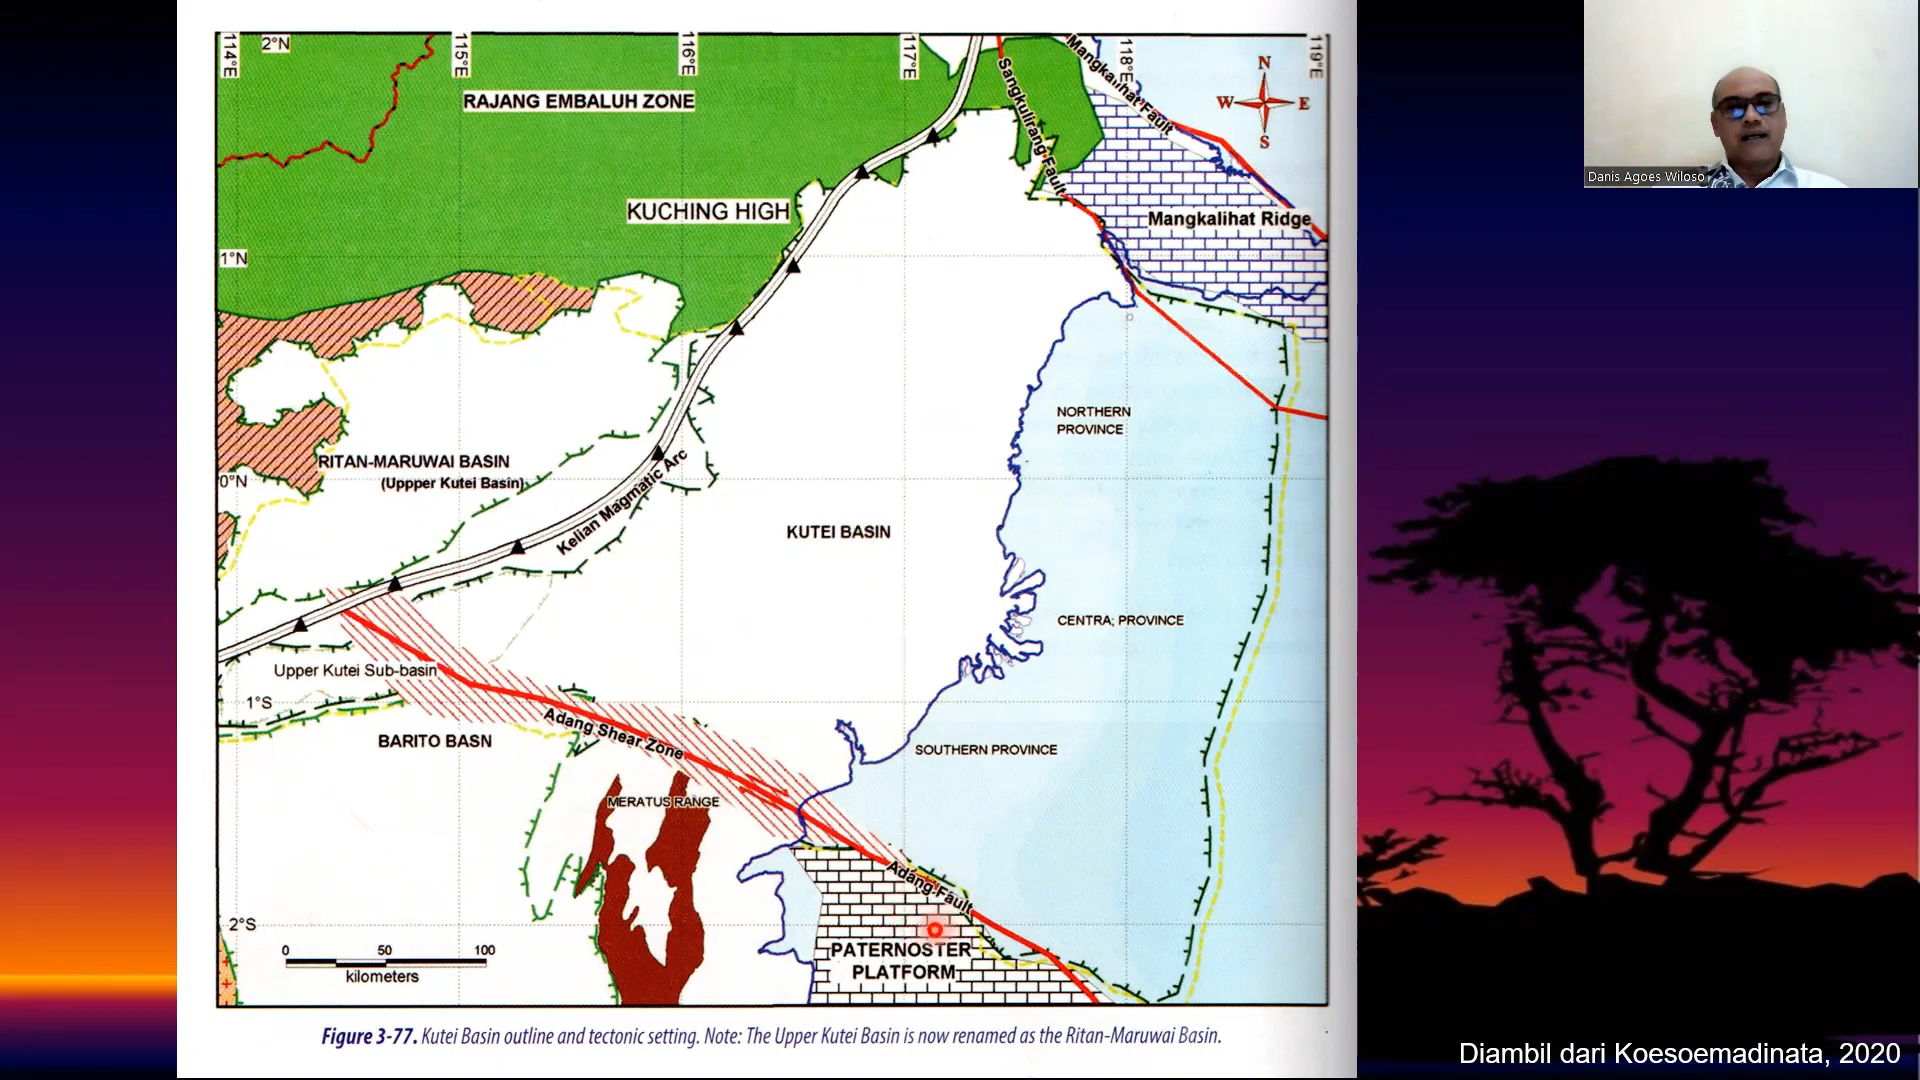 114°E
2°N
115°E
116°E
117°E
118°E
119°E
RAJANG EMBALUH ZONE
Sangkulirang Fault
Mangkalihat Fault
N
W
E
S
Danis Agoes Wiloso
KUCHING HIGH
Mangkalihat Ridge
1°N
NORTHERN
PROVINCE
RITAN-MARUWAI BASIN
(Uppper Kutei Basin)
0°N
Kelian Magmatic Arc
KUTEI BASIN
CENTRA; PROVINCE
Upper Kutei Sub-basin
1°S
Adang Shear Zone
BARITO BASN
SOUTHERN PROVINCE
MERATUS RANGE
Adang Fault
2°S
0 50 100
kilometers
PATERNOSTER
PLATFORM
Figure 3-77. Kutei Basin outline and tectonic setting. Note: The Upper Kutei Basin is now renamed as the Ritan-Maruwai Basin.
Diambil dari Koesoemadinata, 2020